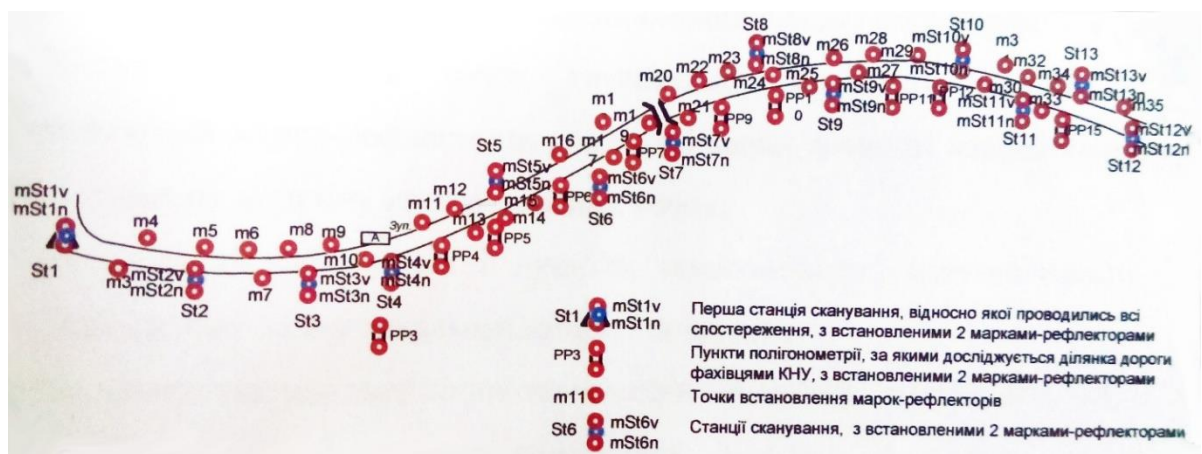 St8
mSt8v
mSt8n
m28
m26
m29
mSt10v
St10
mSt10n
m3
m32
St13
m34
mSt13v
mSt13n
m23
m22
m20
m24
m25
m27
m30
m35
m21
PP9
PP1
0
mSt9v
mSt9n
St9
PP11
PP12
mSt11v
mSt11n
St11
m33
PP15
mSt12v
mSt12n
St12
m1
m1
9
m16
m1
7
PP7
mSt7v
mSt7n
St7
St5
mSt5v
mSt5n
m15
PP6
mSt6v
mSt6n
St6
m12
m11
m13
m14
PP5
PP4
Зуп.
А
mSt1v
mSt1n
St1
m4
m5
m6
m8
m9
m10
m3
mSt2v
mSt2n
St2
m7
mSt3v
mSt3n
St3
mSt4v
mSt4n
St4
PP3
St1
mSt1v
mSt1n
Перша станція сканування, відносно якої проводились всі
спостереження, з встановленими 2 марками-рефлекторами
PP3
Пункти полігонометрії, за якими досліджується ділянка дороги
фахівцями КНУ, з встановленими 2 марками-рефлекторами
m11
Точки встановлення марок-рефлекторів
St6
mSt6v
mSt6n
Станції сканування, з встановленими 2 марками-рефлекторами